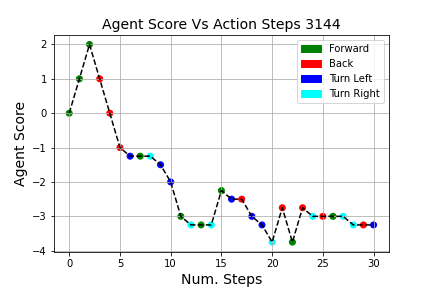 Agent Score Vs Action Steps 3144
Forward
Back
Turn Left
Turn Right
Agent Score
2
1
0
−1
−2
−3
−4
0 5 10 15 20 25 30
Num. Steps